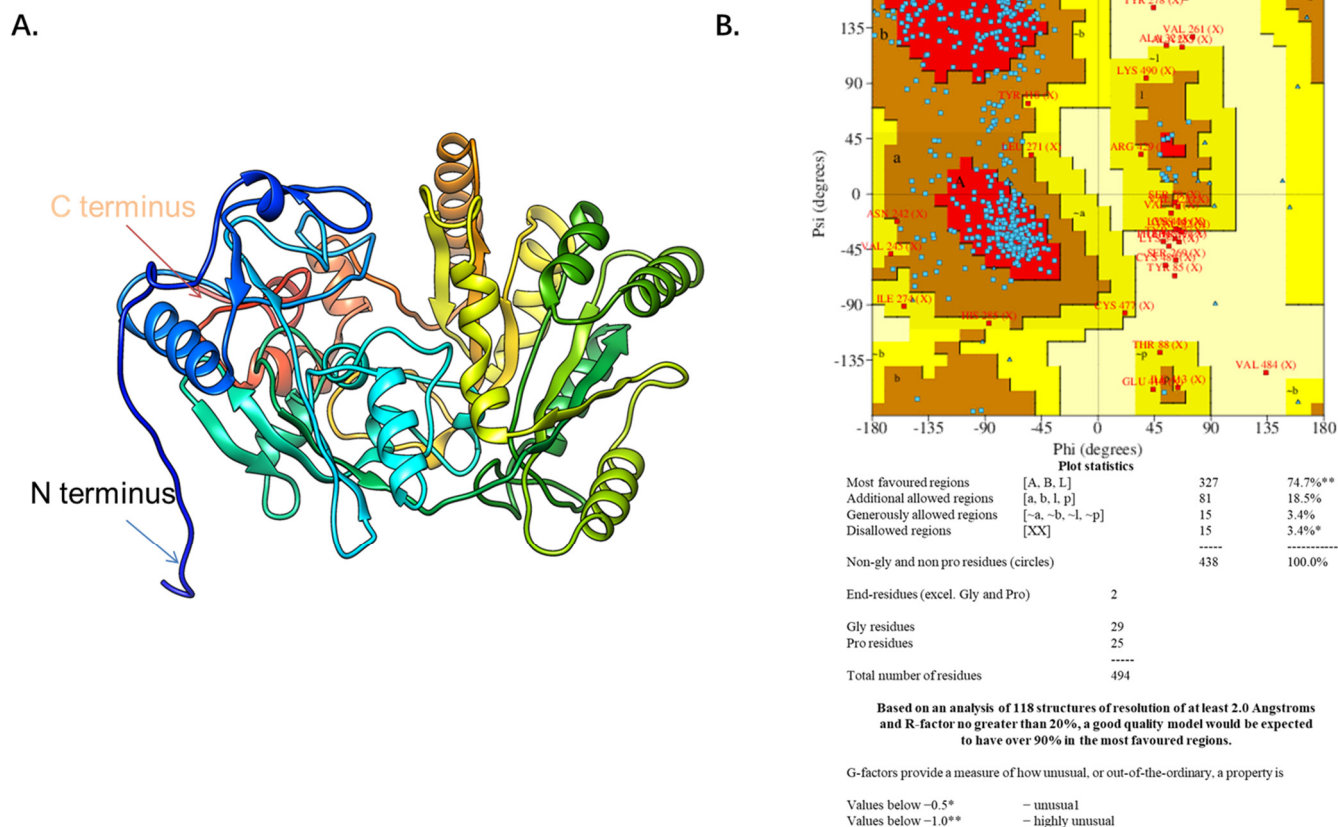 A.
C terminus
N terminus
B.
VAL 261 (X)
LYS 490 (X)
TYR 418 (X)
LEU 271 (X)
ARG 429
ASN 242 (X)
VAL 243 (X)
TYR 85 (X)
ILE 274 (X)
CYS 477 (X)
HIS 288 (X)
THR 88 (X)
VAL 484 (X)
b
~b
~l
l
a
A
~a
~b
~p
b
~b
Psi (degrees)
135
90
45
0
-45
-90
-135
-180 -135 -90 -45 0 45 90 135 180
Phi (degrees)
Plot statistics
Most favoured regions [A, B, L] 327 74.7%**
Additional allowed regions [a, b, l, p] 81 18.5%
Generously allowed regions [~a, ~b, ~l, ~p] 15 3.4%
Disallowed regions [XX] 15 3.4%*
----- -----------
Non-gly and non pro residues (circles) 438 100.0%
End-residues (excel. Gly and Pro) 2
Gly residues 29
Pro residues 25
-----
Total number of residues 494
Based on an analysis of 118 structures of resolution of at least 2.0 Angstroms
and R-factor no greater than 20%, a good quality model would be expected
to have over 90% in the most favoured regions.
G-factors provide a measure of how unusual, or out-of-the-ordinary, a property is
Values below −0.5* − unusual
Values below −1.0** − highly unusual